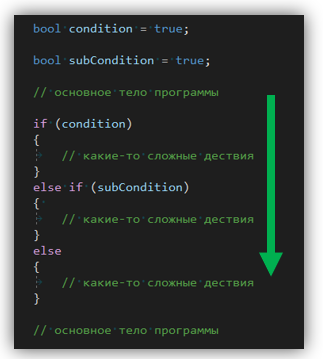 bool condition = true;
bool subCondition = true;
// основное тело программы
if (condition)
{
// какие-то сложные дествия
}
else if (subCondition)
{
// какие-то сложные дествия
}
else
{
// какие-то сложные дествия
}
// основное тело программы